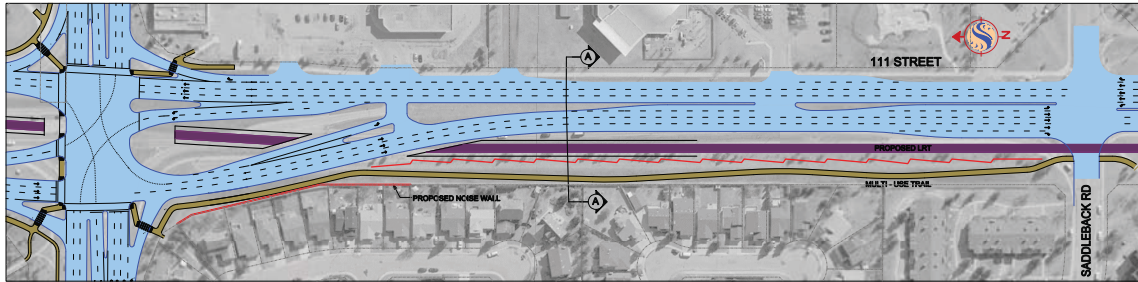 111 STREET
N
A
PROPOSED LRT
MULTI - USE TRAIL
PROPOSED NOISE WALL
A
SADDLEBACK RD